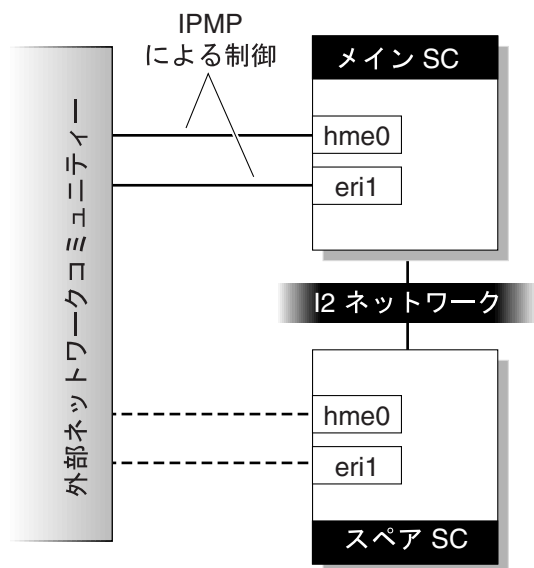 IPMP
による制御
メイン SC
hme0
eri1
外部ネットワークコミュニティー
I2 ネットワーク
hme0
eri1
スペア SC